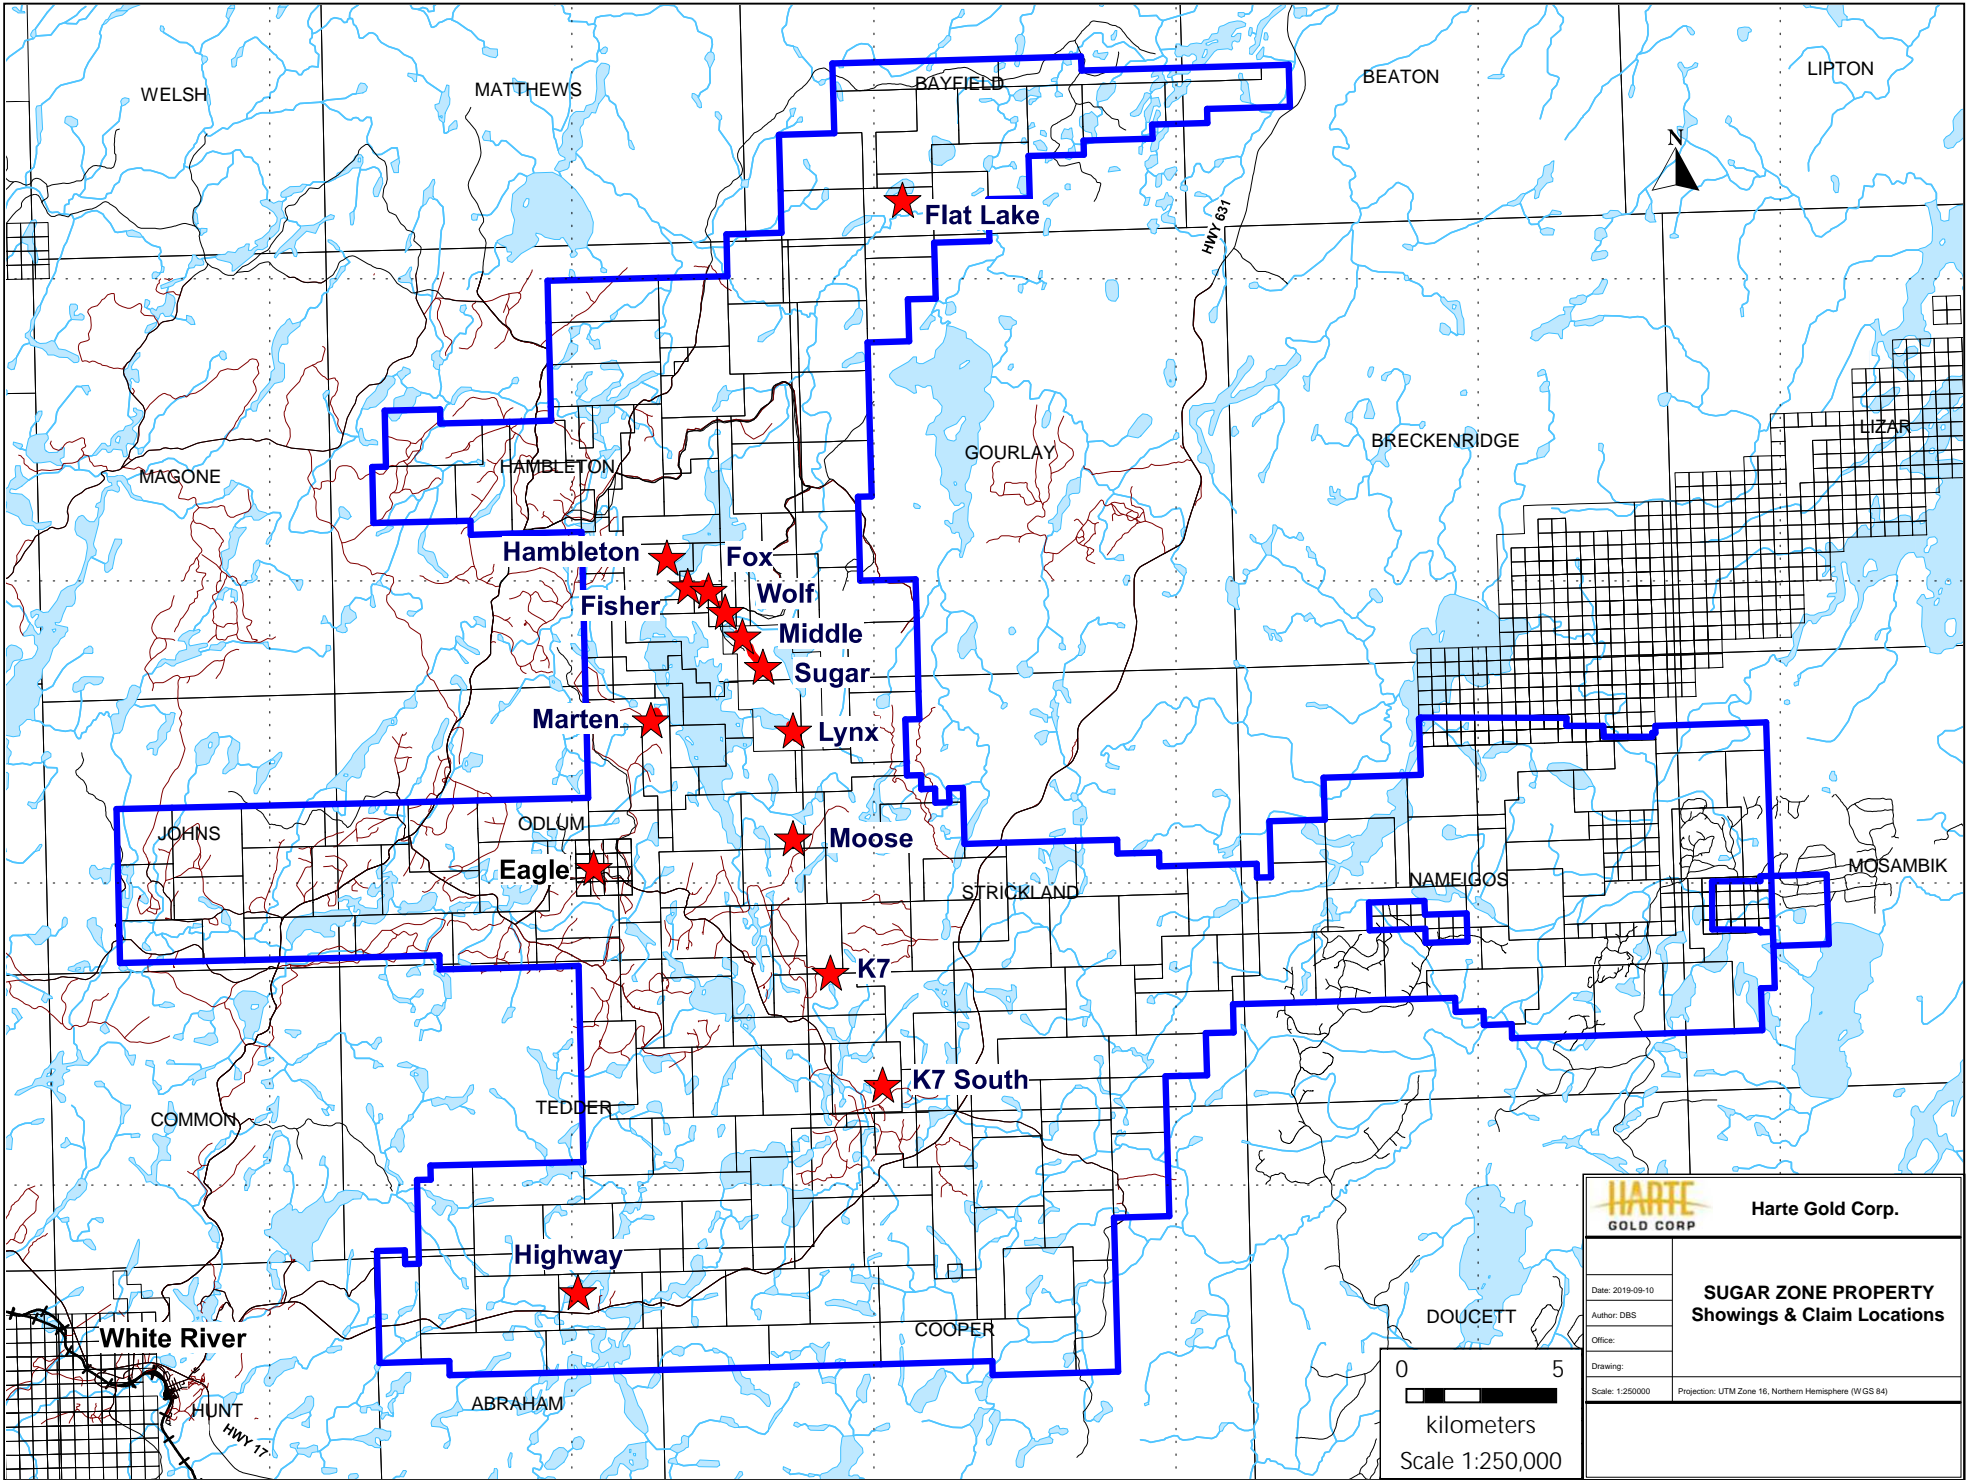 WELSH
MATTHEWS
BAYFIELD
BEATON
LIPTON
N
Flat Lake
HWY 631
MAGONE
HAMBLETON
GOURLAY
BRECKENRIDGE
LIZAR
Hambleton
Fox
Fisher
Wolf
Middle
Sugar
Marten
Lynx
JOHNS
ODLUM
Moose
Eagle
STRICKLAND
NAMEIGOS
MOSAMBIK
K7
K7 South
COMMON
TEDDER
Highway
White River
COOPER
DOUCETT
ABRAHAM
HUNT
HWY 17
0 5
kilometers
Scale 1:250,000
HARTE
GOLD CORP
Harte Gold Corp.
SUGAR ZONE PROPERTY
Showings & Claim Locations
Date: 2019-09-10
Author: DBS
Office:
Drawing:
Scale: 1:250000
Projection: UTM Zone 16, Northern Hemisphere (WGS 84)